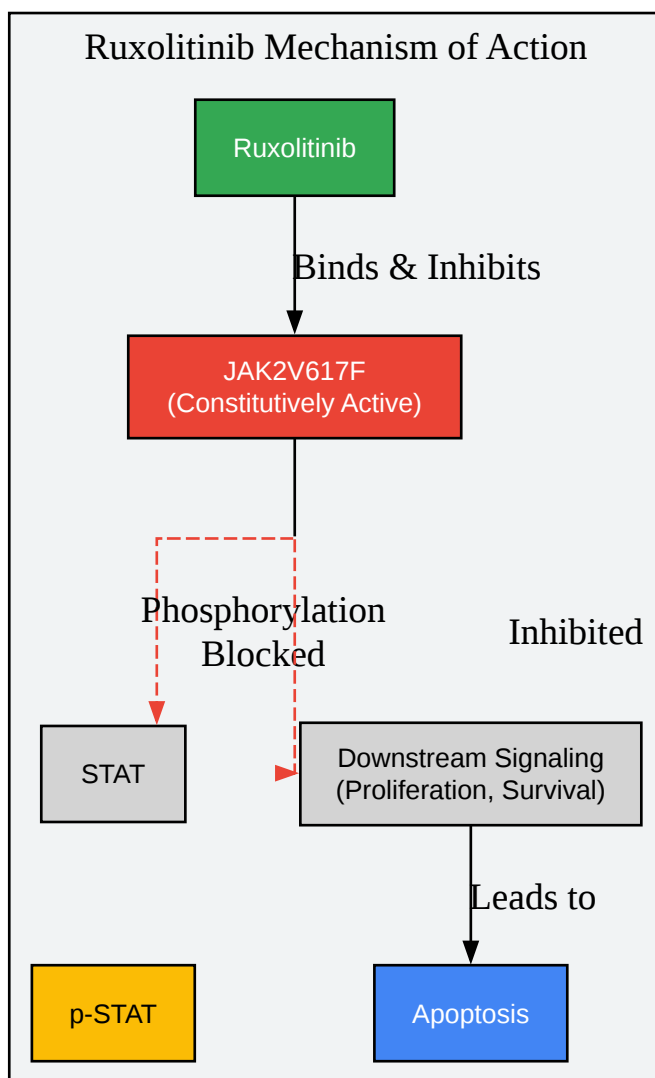 Ruxolitinib Mechanism of Action
Ruxolitinib
Binds & Inhibits
JAK2V617F
(Constitutively Active)
Phosphorylation
Blocked
Inhibited
STAT
Downstream Signaling
(Proliferation, Survival)
Leads to
p-STAT
Apoptosis